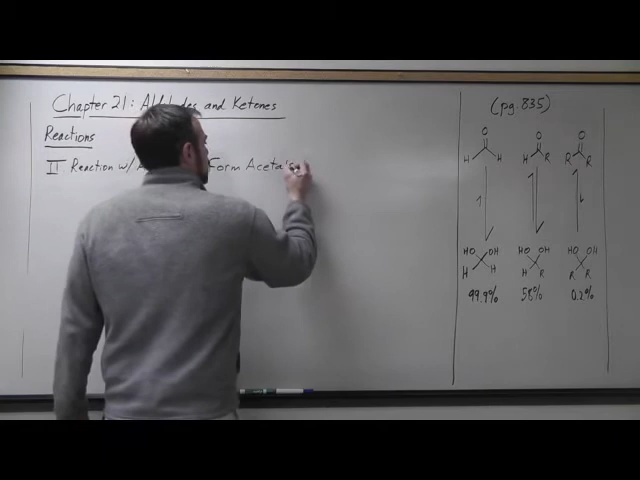 Chapter 21: Aldehydes and Ketones
Reactions
II Reaction w/ Form Acetals
(pg. 835)
O O O
H H H R R R
HO OH HO OH HO OH
H H H R R R
99.9% 58% 0.2%